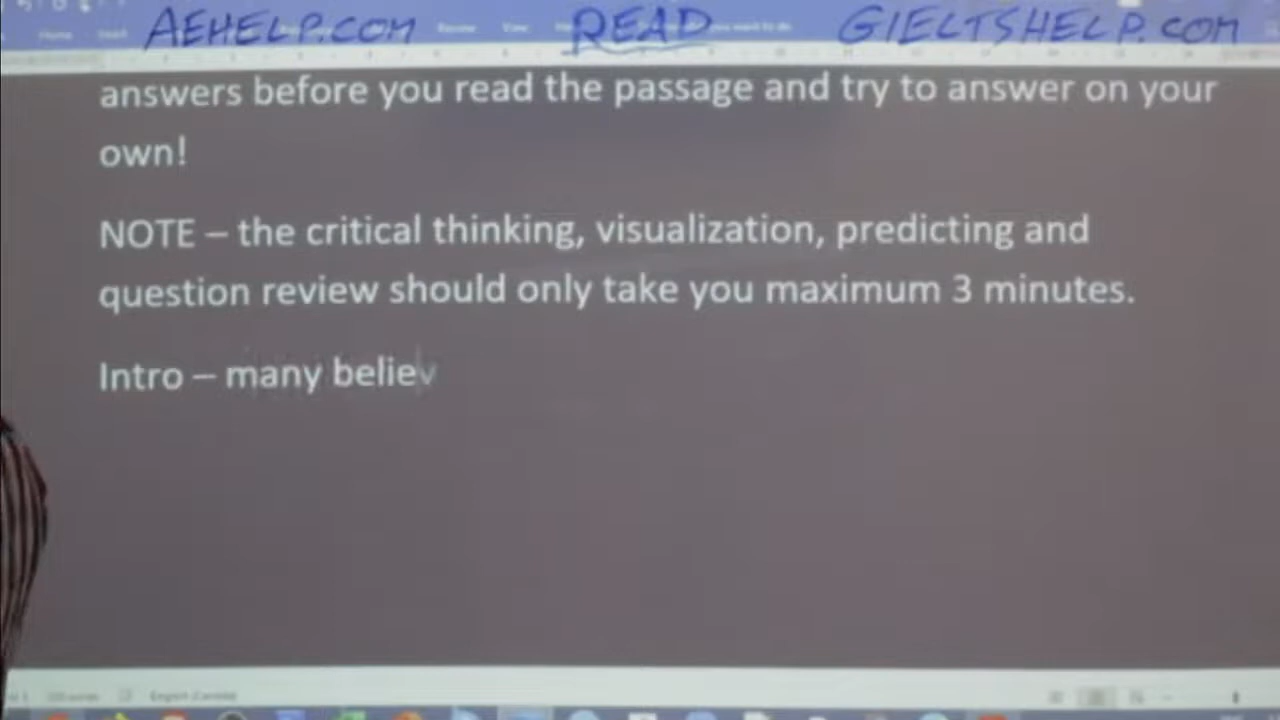 AEHELP.COM READ GIELTSHELP.COM
answers before you read the passage and try to answer on your
own!
NOTE – the critical thinking, visualization, predicting and
question review should only take you maximum 3 minutes.
Intro – many believ